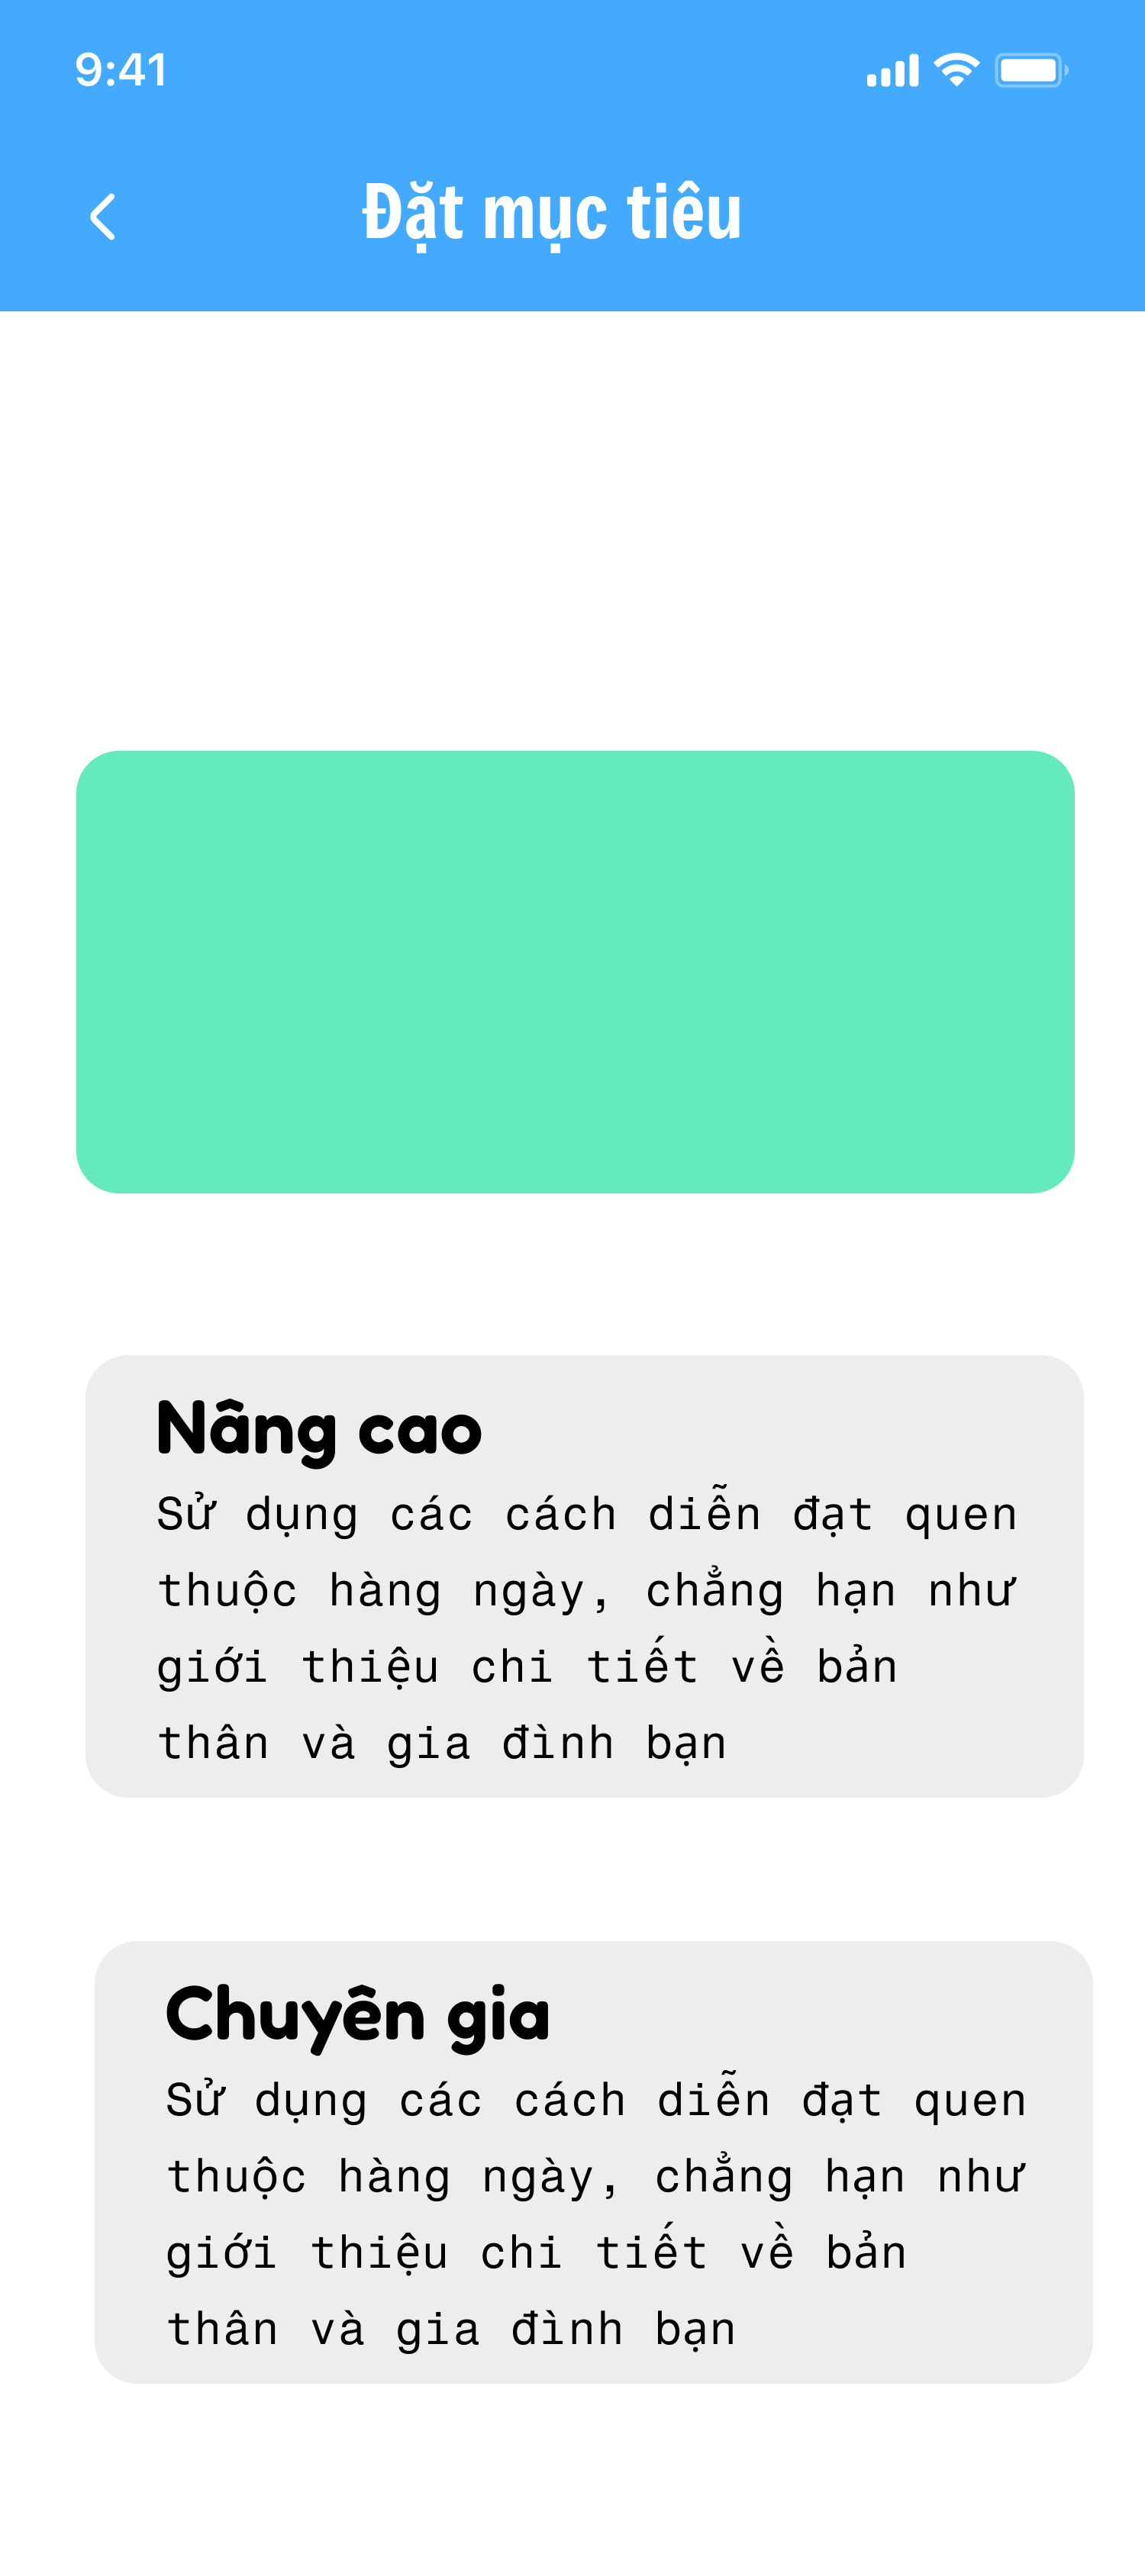 9:41
Đặt mục tiêu
Nâng cao
Sử dụng các cách diễn đạt quen
thuộc hàng ngày, chẳng hạn như
giới thiệu chi tiết về bản
thân và gia đình bạn
Chuyên gia
Sử dụng các cách diễn đạt quen
thuộc hàng ngày, chẳng hạn như
giới thiệu chi tiết về bản
thân và gia đình bạn